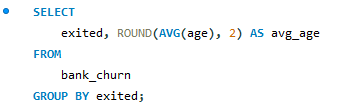 SELECT
exited, ROUND(AVG(age), 2) AS avg_age
FROM
bank_churn
GROUP BY exited;